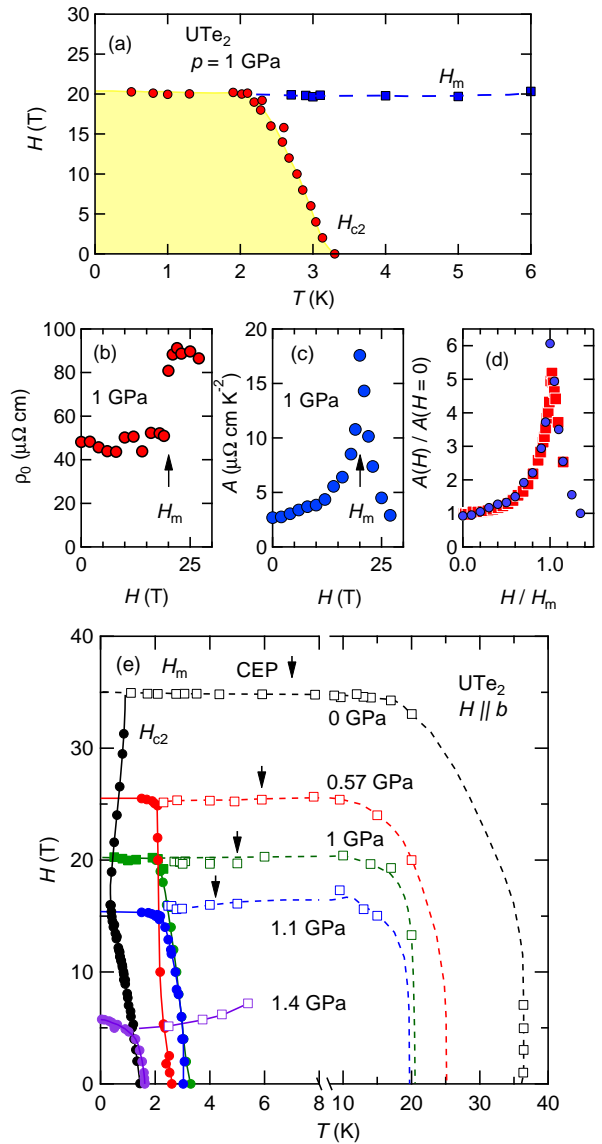 (a)
UTe2
p = 1 GPa
Hm
Hc2
H (T)
30
25
20
15
10
5
0
0 1 2 3 4 5 6
T (K)
(b)
1 GPa
Hm
ρ0 (μΩ cm)
100
80
60
40
20
0
0 25
H (T)
(c)
1 GPa
Hm
A (μΩ cm K-2)
20
15
10
5
0
0 25
H (T)
(d)
A(H) / A(H = 0)
6
5
4
3
2
1
0
0.0 1.0
H / Hm
(e)
Hm
CEP
UTe2
H || b
Hc2
0 GPa
0.57 GPa
1 GPa
1.1 GPa
1.4 GPa
H (T)
40
35
30
25
20
15
10
5
0
0 2 4 6 8 10 20 30 40
T (K)